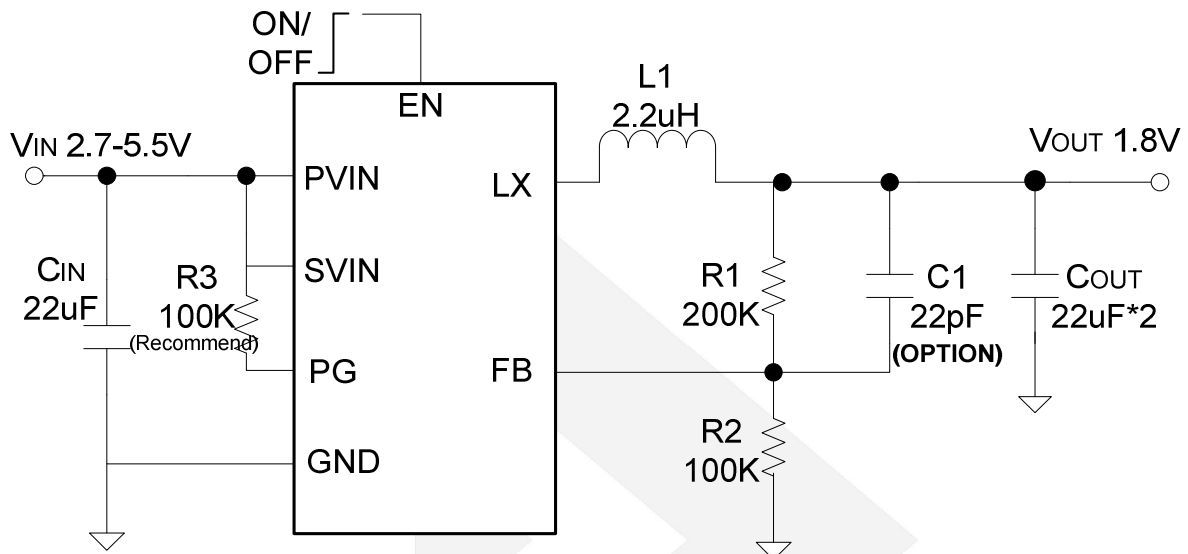 ON/
OFF
EN
L1
2.2uH
VIN 2.7-5.5V
VOUT 1.8V
PVIN
LX
CIN
22uF
R3
100K
(Recommend)
SVIN
R1
200K
C1
22pF
(OPTION)
COUT
22uF*2
PG
FB
R2
100K
GND